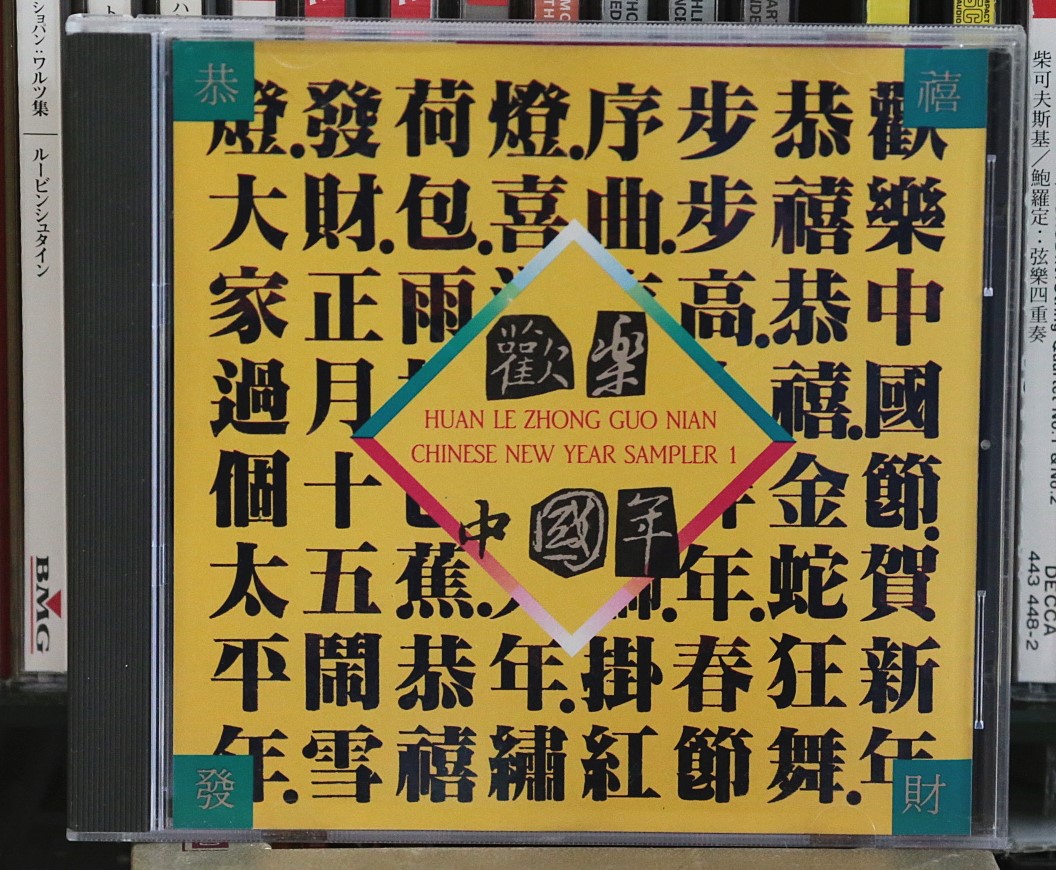 ショパン：ワルツ集
ルービンシュタイン
BMG
恭
禧
發
財
歡樂中國節.賀新年
恭禧恭禧.金蛇狂舞.
步步高.年.春節
序曲.掛紅
燈.喜年.繡
荷包.雨蕉.恭禧
發財.正月十五鬧雪
燈.大家過個太平年.
歡樂
HUAN LE ZHONG GUO NIAN
CHINESE NEW YEAR SAMPLER 1
中國年
柴可夫斯基／鮑羅定：弦樂四重奏
DECCA
443 448-2